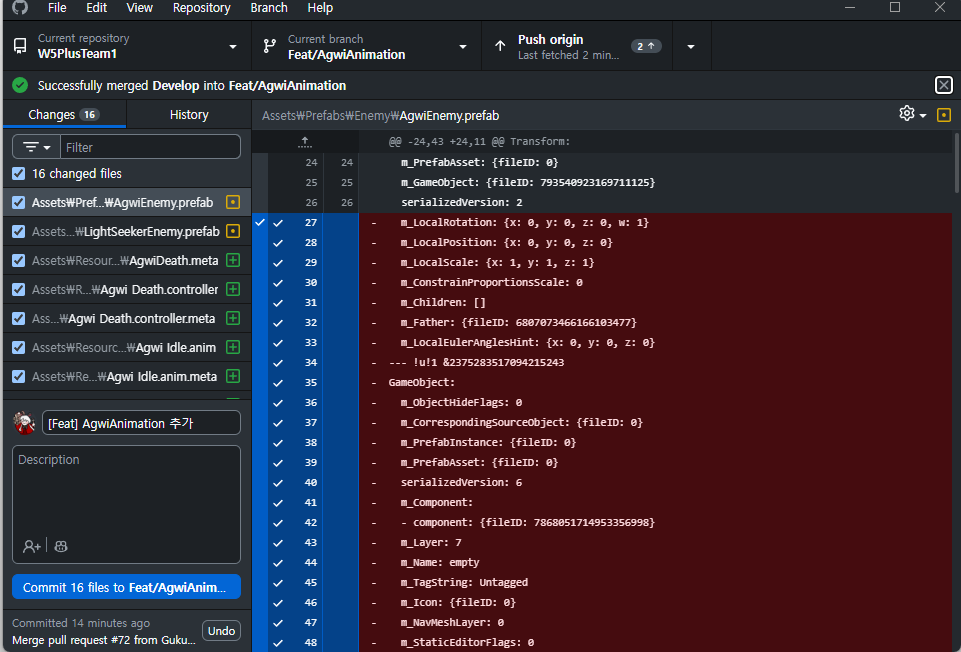 File Edit View Repository Branch Help
Current repository
W5PlusTeam1
Current branch
Feat/AgwiAnimation
Push origin
Last fetched 2 min...
2
Successfully merged Develop into Feat/AgwiAnimation
Changes 16
History
Filter
16 changed files
Assets₩Pref...₩AgwiEnemy.prefab
Assets...₩LightSeekerEnemy.prefab
Assets₩Resour...₩AgwiDeath.meta
Assets₩R...₩Agwi Death.controller
Ass...₩Agwi Death.controller.meta
Assets₩Resourc...₩Agwi Idle.anim
Assets₩Re...₩Agwi Idle.anim.meta
[Feat] AgwiAnimation 추가
Description
Commit 16 files to Feat/AgwiAnim...
Committed 14 minutes ago
Merge pull request #72 from Guku...
Undo
Assets₩Prefabs₩Enemy₩AgwiEnemy.prefab
@@ -24,43 +24,11 @@ Transform:
24 24 m_PrefabAsset: {fileID: 0}
25 25 m_GameObject: {fileID: 793540923169711125}
26 26 serializedVersion: 2
27 - m_LocalRotation: {x: 0, y: 0, z: 0, w: 1}
28 - m_LocalPosition: {x: 0, y: 0, z: 0}
29 - m_LocalScale: {x: 1, y: 1, z: 1}
30 - m_ConstrainProportionsScale: 0
31 - m_Children: []
32 - m_Father: {fileID: 6807073466166103477}
33 - m_LocalEulerAnglesHint: {x: 0, y: 0, z: 0}
34 - --- !u!1 &2375283517094215243
35 - GameObject:
36 - m_ObjectHideFlags: 0
37 - m_CorrespondingSourceObject: {fileID: 0}
38 - m_PrefabInstance: {fileID: 0}
39 - m_PrefabAsset: {fileID: 0}
40 - serializedVersion: 6
41 - m_Component:
42 - - component: {fileID: 7868051714953356998}
43 - m_Layer: 7
44 - m_Name: empty
45 - m_TagString: Untagged
46 - m_Icon: {fileID: 0}
47 - m_NavMeshLayer: 0
48 - m_StaticEditorFlags: 0